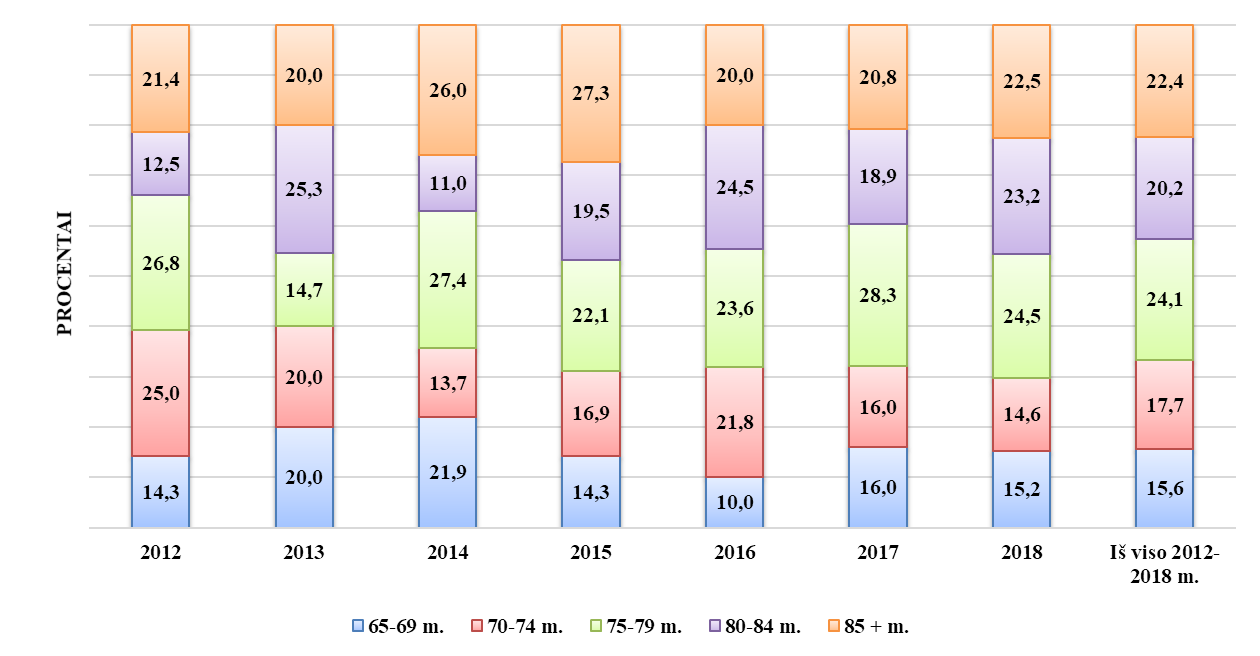 PROCENTAI
21,4 20,0 26,0 27,3 20,0 20,8 22,5 22,4
12,5 25,3 11,0 19,5 24,5 18,9 23,2 20,2
26,8 14,7 27,4 22,1 23,6 28,3 24,5 24,1
25,0 20,0 13,7 16,9 21,8 16,0 14,6 17,7
14,3 20,0 21,9 14,3 10,0 16,0 15,2 15,6
2012 2013 2014 2015 2016 2017 2018 Iš viso 2012-
2018 m.
65-69 m. 70-74 m. 75-79 m. 80-84 m. 85 + m.